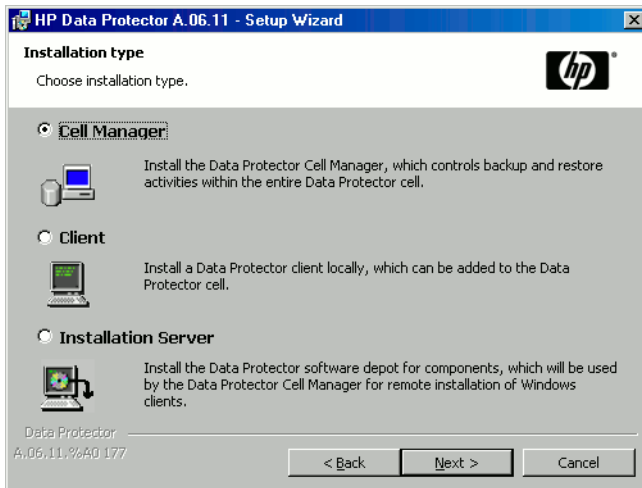 HP Data Protector A.06.11 - Setup Wizard
Installation type
Choose installation type.
hp
Cell Manager
Install the Data Protector Cell Manager, which controls backup and restore
activities within the entire Data Protector cell.
Client
Install a Data Protector client locally, which can be added to the Data
Protector cell.
Installation Server
Install the Data Protector software depot for components, which will be used
by the Data Protector Cell Manager for remote installation of Windows
clients.
Data Protector
A.06.11.%A0 177
< Back
Next >
Cancel